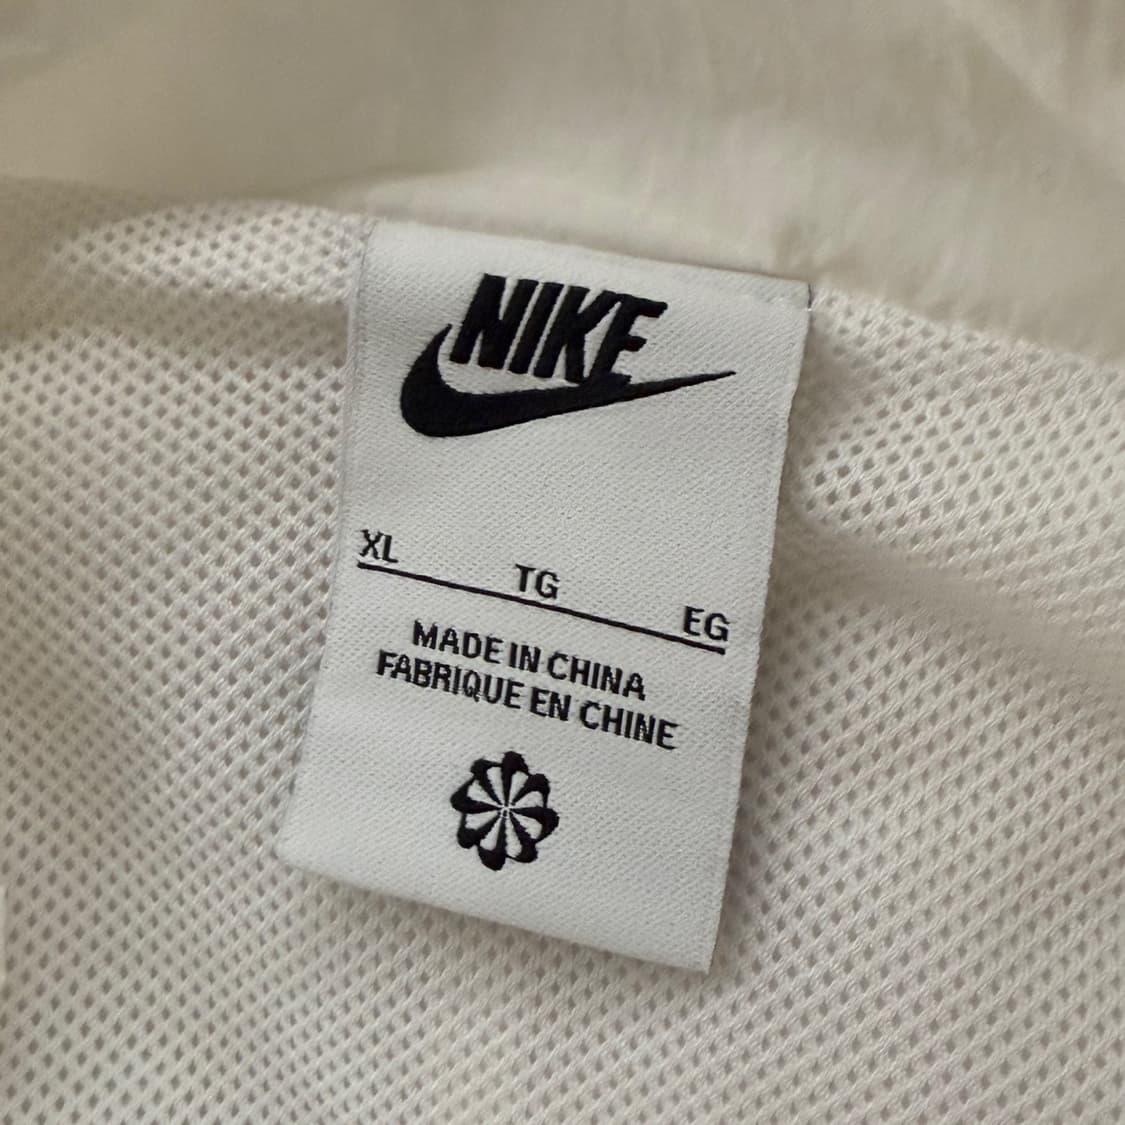 NIKE
XL TG EG
MADE IN CHINA
FABRIQUE EN CHINE